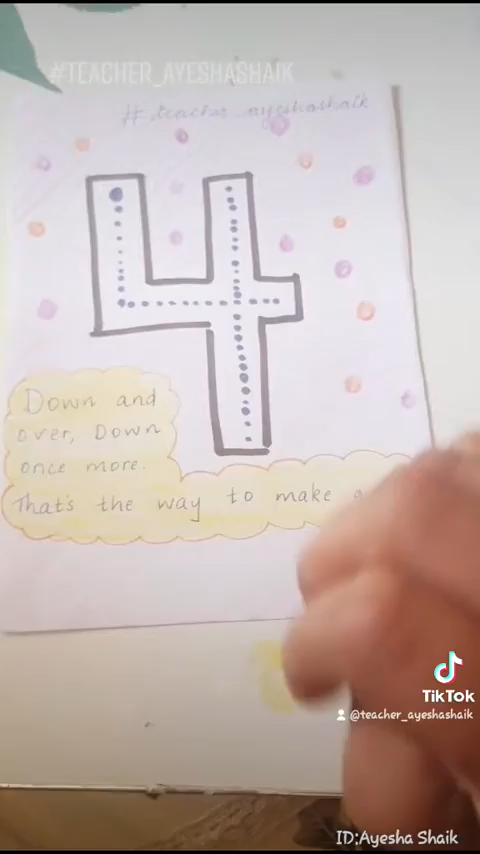 #TEACHER_AYESHASHAIK
#teacher_ayeshashaik
4
Down and
over, Down
once more.
That's the way to make a
TikTok
@teacher_ayeshashaik
ID:Ayesha Shaik